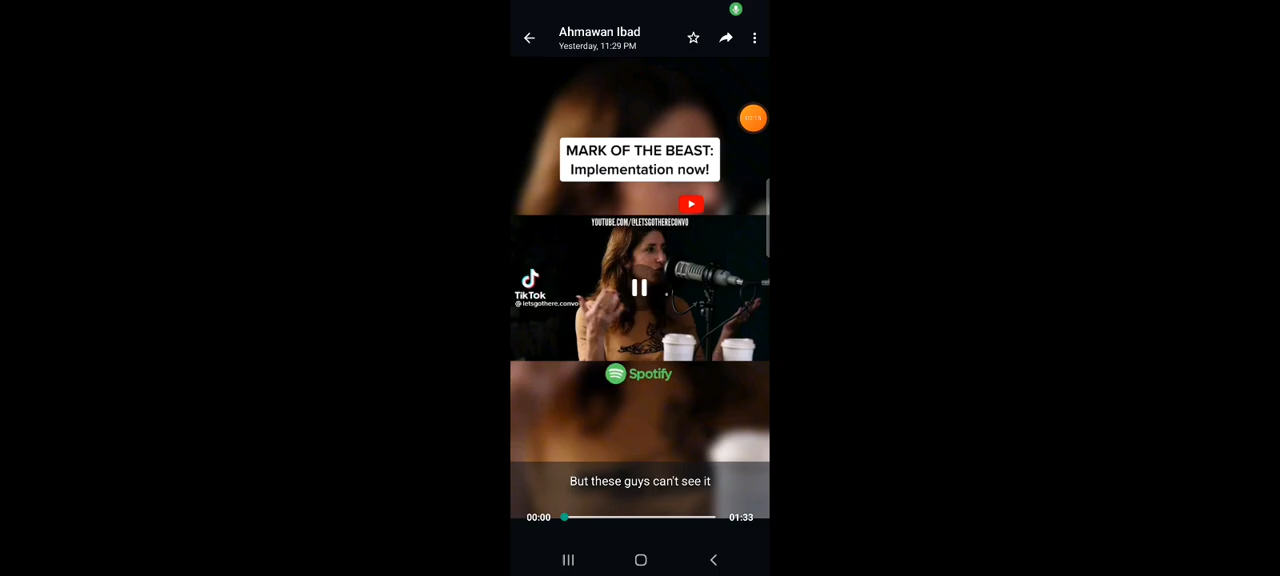 Ahmawan Ibad
Yesterday, 11:29 PM
MARK OF THE BEAST:
Implementation now!
YOUTUBE.COM/@LETSGOTHERECONVO
TikTok
@letsgothere.convo
Spotify
But these guys can't see it
00:00
01:33